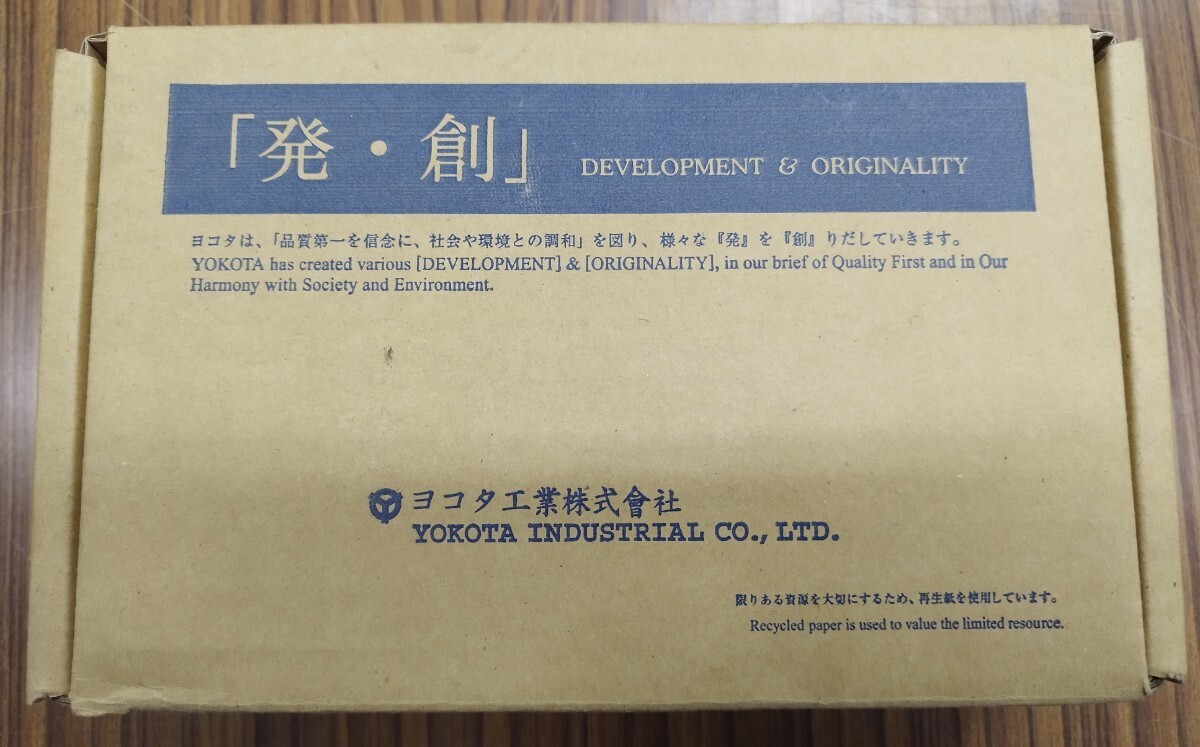 「発・創」 DEVELOPMENT & ORIGINALITY
ヨコタは、「品質第一を信念に、社会や環境との調和」を図り、様々な『発』を『創』りだしていきます。
YOKOTA has created various [DEVELOPMENT] & [ORIGINALITY], in our brief of Quality First and in Our
Harmony with Society and Environment.
ヨコタ工業株式會社
YOKOTA INDUSTRIAL CO., LTD.
限りある資源を大切にするため、再生紙を使用しています。
Recycled paper is used to value the limited resource.